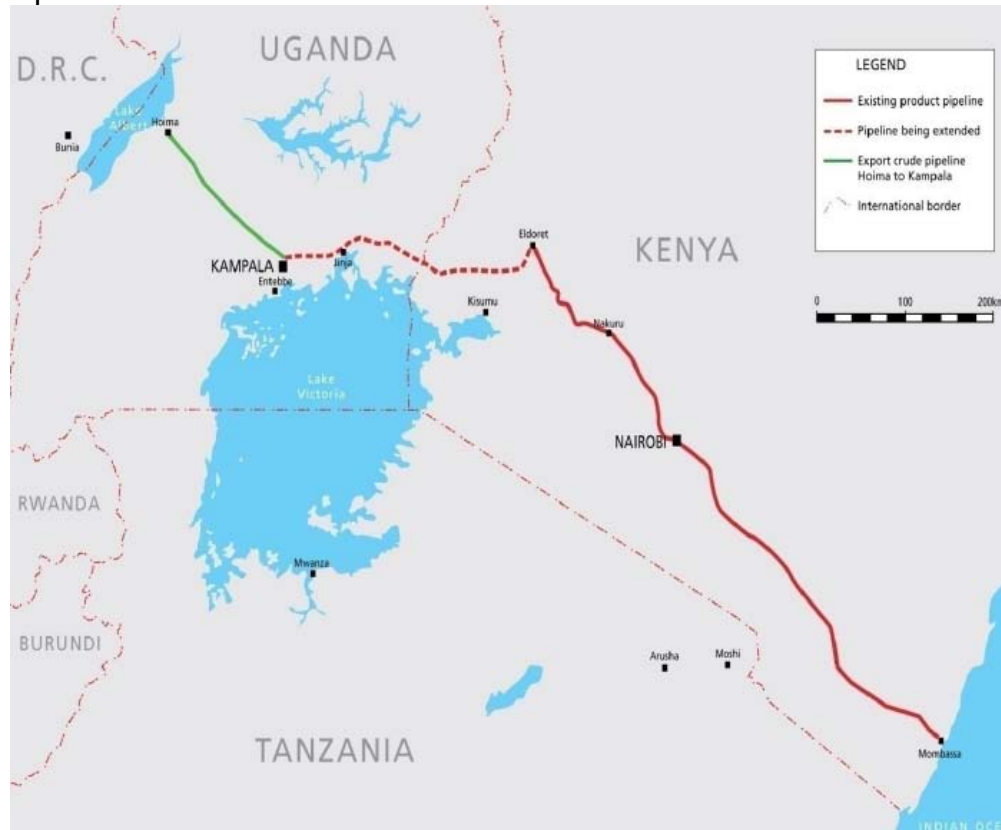 UGANDA
D.R.C.
LEGEND
Existing product pipeline
Pipeline being extended
Export crude pipeline
Hoima to Kampala
International border
0 100 200km
Lake
Albert
Hoima
Bunia
Eldoret
KENYA
KAMPALA
Jinja
Entebbe
Kisumu
Nakuru
Lake
Victoria
NAIROBI
RWANDA
Mwanza
BURUNDI
Arusha
Moshi
TANZANIA
Mombassa
INDIAN